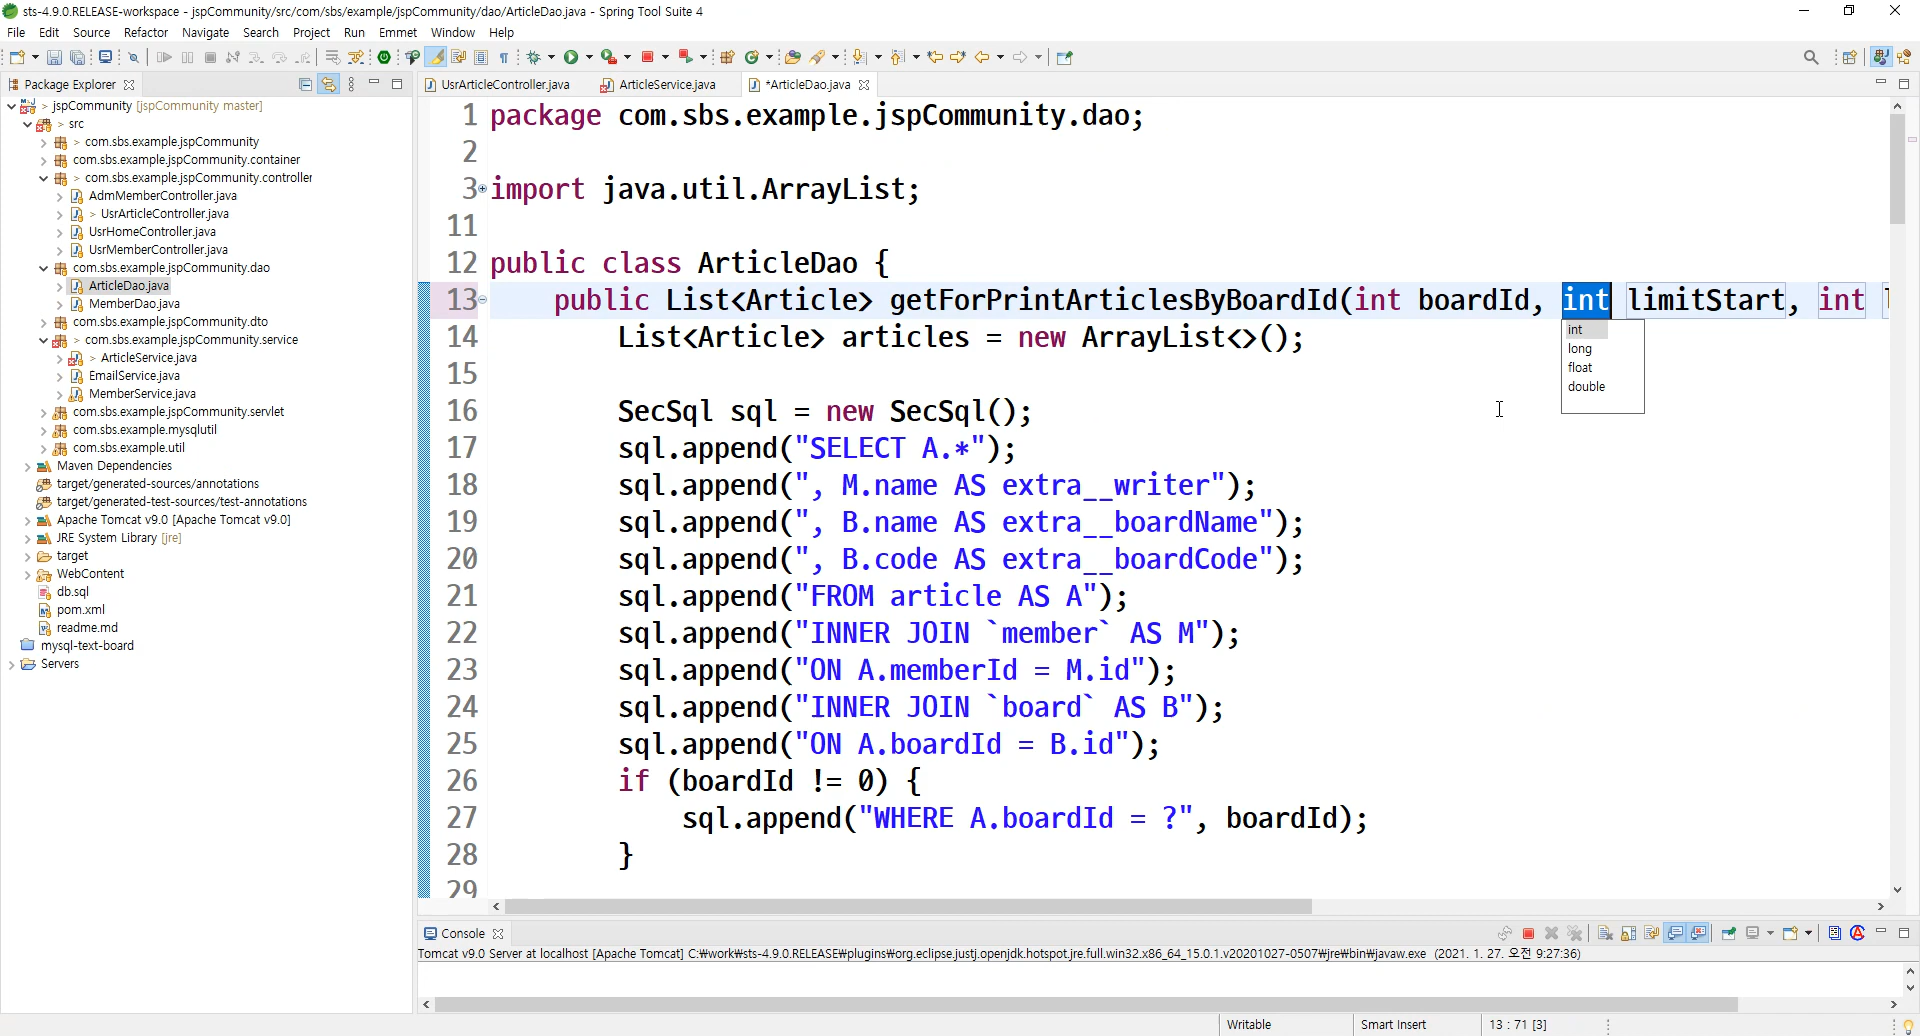 sts-4.9.0.RELEASE-workspace - jspCommunity/src/com/sbs/example/jspCommunity/dao/ArticleDao.java - Spring Tool Suite 4
File Edit Source Refactor Navigate Search Project Run Emmet Window Help
Package Explorer
UsrArticleController.java ArticleService.java *ArticleDao.java
> jspCommunity [jspCommunity master]
> src
> com.sbs.example.jspCommunity
com.sbs.example.jspCommunity.container
> com.sbs.example.jspCommunity.controller
AdmMemberController.java
> UsrArticleController.java
UsrHomeController.java
UsrMemberController.java
com.sbs.example.jspCommunity.dao
ArticleDao.java
MemberDao.java
com.sbs.example.jspCommunity.dto
> com.sbs.example.jspCommunity.service
> ArticleService.java
EmailService.java
MemberService.java
com.sbs.example.jspCommunity.servlet
com.sbs.example.mysqlutil
com.sbs.example.util
Maven Dependencies
target/generated-sources/annotations
target/generated-test-sources/test-annotations
Apache Tomcat v9.0 [Apache Tomcat v9.0]
JRE System Library [jre]
target
WebContent
db.sql
pom.xml
readme.md
mysql-text-board
Servers
1 package com.sbs.example.jspCommunity.dao;
2
3 import java.util.ArrayList;
11
12 public class ArticleDao {
13 public List<Article> getForPrintArticlesByBoardId(int boardId, int limitStart, int
14 List<Article> articles = new ArrayList<>();
15
16 SecSql sql = new SecSql();
17 sql.append("SELECT A.*");
18 sql.append(", M.name AS extra__writer");
19 sql.append(", B.name AS extra__boardName");
20 sql.append(", B.code AS extra__boardCode");
21 sql.append("FROM article AS A");
22 sql.append("INNER JOIN `member` AS M");
23 sql.append("ON A.memberId = M.id");
24 sql.append("INNER JOIN `board` AS B");
25 sql.append("ON A.boardId = B.id");
26 if (boardId != 0) {
27 sql.append("WHERE A.boardId = ?", boardId);
28 }
29
int
long
float
double
Console
Tomcat v9.0 Server at localhost [Apache Tomcat] C:₩work₩sts-4.9.0.RELEASE₩plugins₩org.eclipse.justj.openjdk.hotspot.jre.full.win32.x86_64_15.0.1.v20201027-0507₩jre₩bin₩javaw.exe (2021. 1. 27. 오전 9:27:36)
Writable Smart Insert 13 : 71 [3]